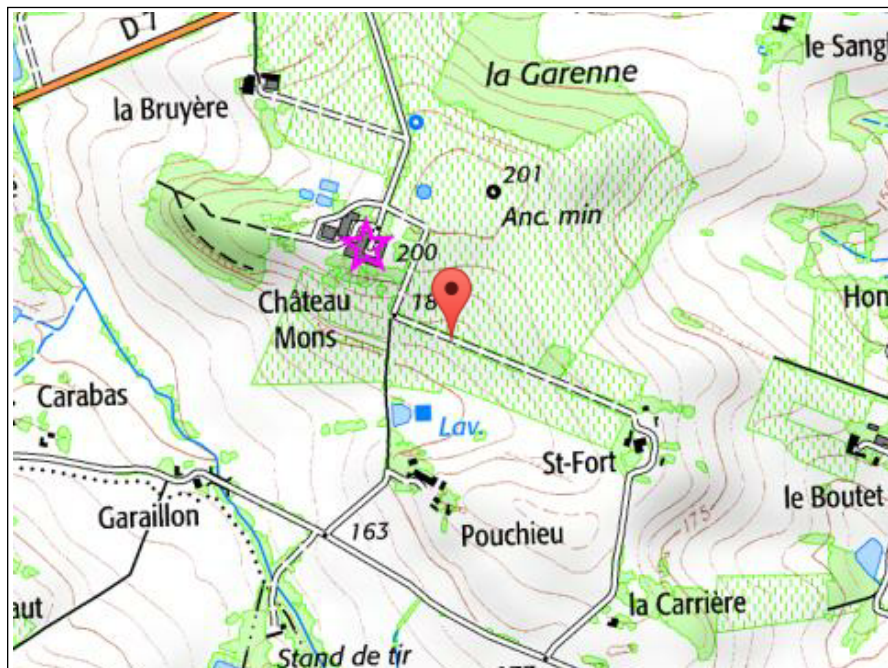 D 7
la Garenne
le Sangl
la Bruyère
201
Anc. min
200
Château
Mons
18
Hon
Carabas
Lav.
St-Fort
le Boutet
Garaillon
163
Pouchieu
175
la Carrière
aut
Stand de tir